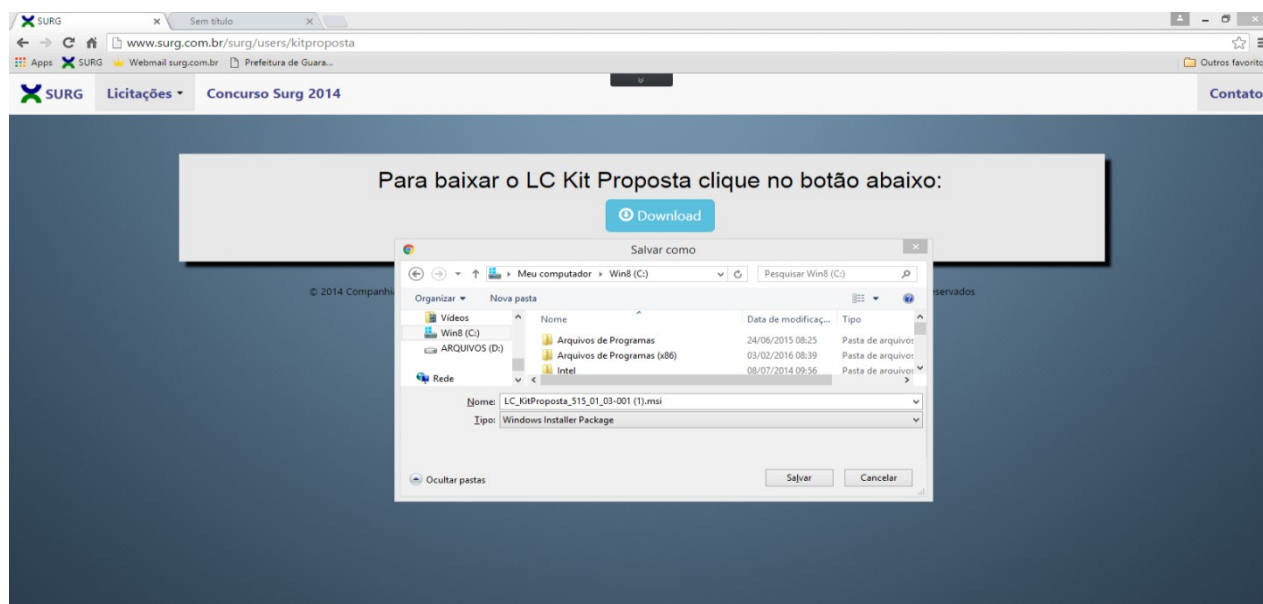 SURG
Sem título
www.surg.com.br/surg/users/kitproposta
Apps SURG Webmail surg.com.br Prefeitura de Guara...
Outros favorito
SURG Licitações Concurso Surg 2014 Contato
Para baixar o LC Kit Proposta clique no botão abaixo:
Download
Salvar como
Meu computador Win8 (C:) Pesquisar Win8 (C:)
© 2014 Companhi
eservados
Organizar Nova pasta
Vídeos
Win8 (C:)
ARQUIVOS (D:)
Rede
Nome Data de modificaç... Tipo
Arquivos de Programas 24/06/2015 08:25 Pasta de arquivos
Arquivos de Programas (x86) 03/02/2016 08:39 Pasta de arquivos
Intel 08/07/2014 09:56 Pasta de arquivos
Nome: LC_KitProposta_515_01_03-001 (1).msi
Tipo: Windows Installer Package
Ocultar pastas Salvar Cancelar